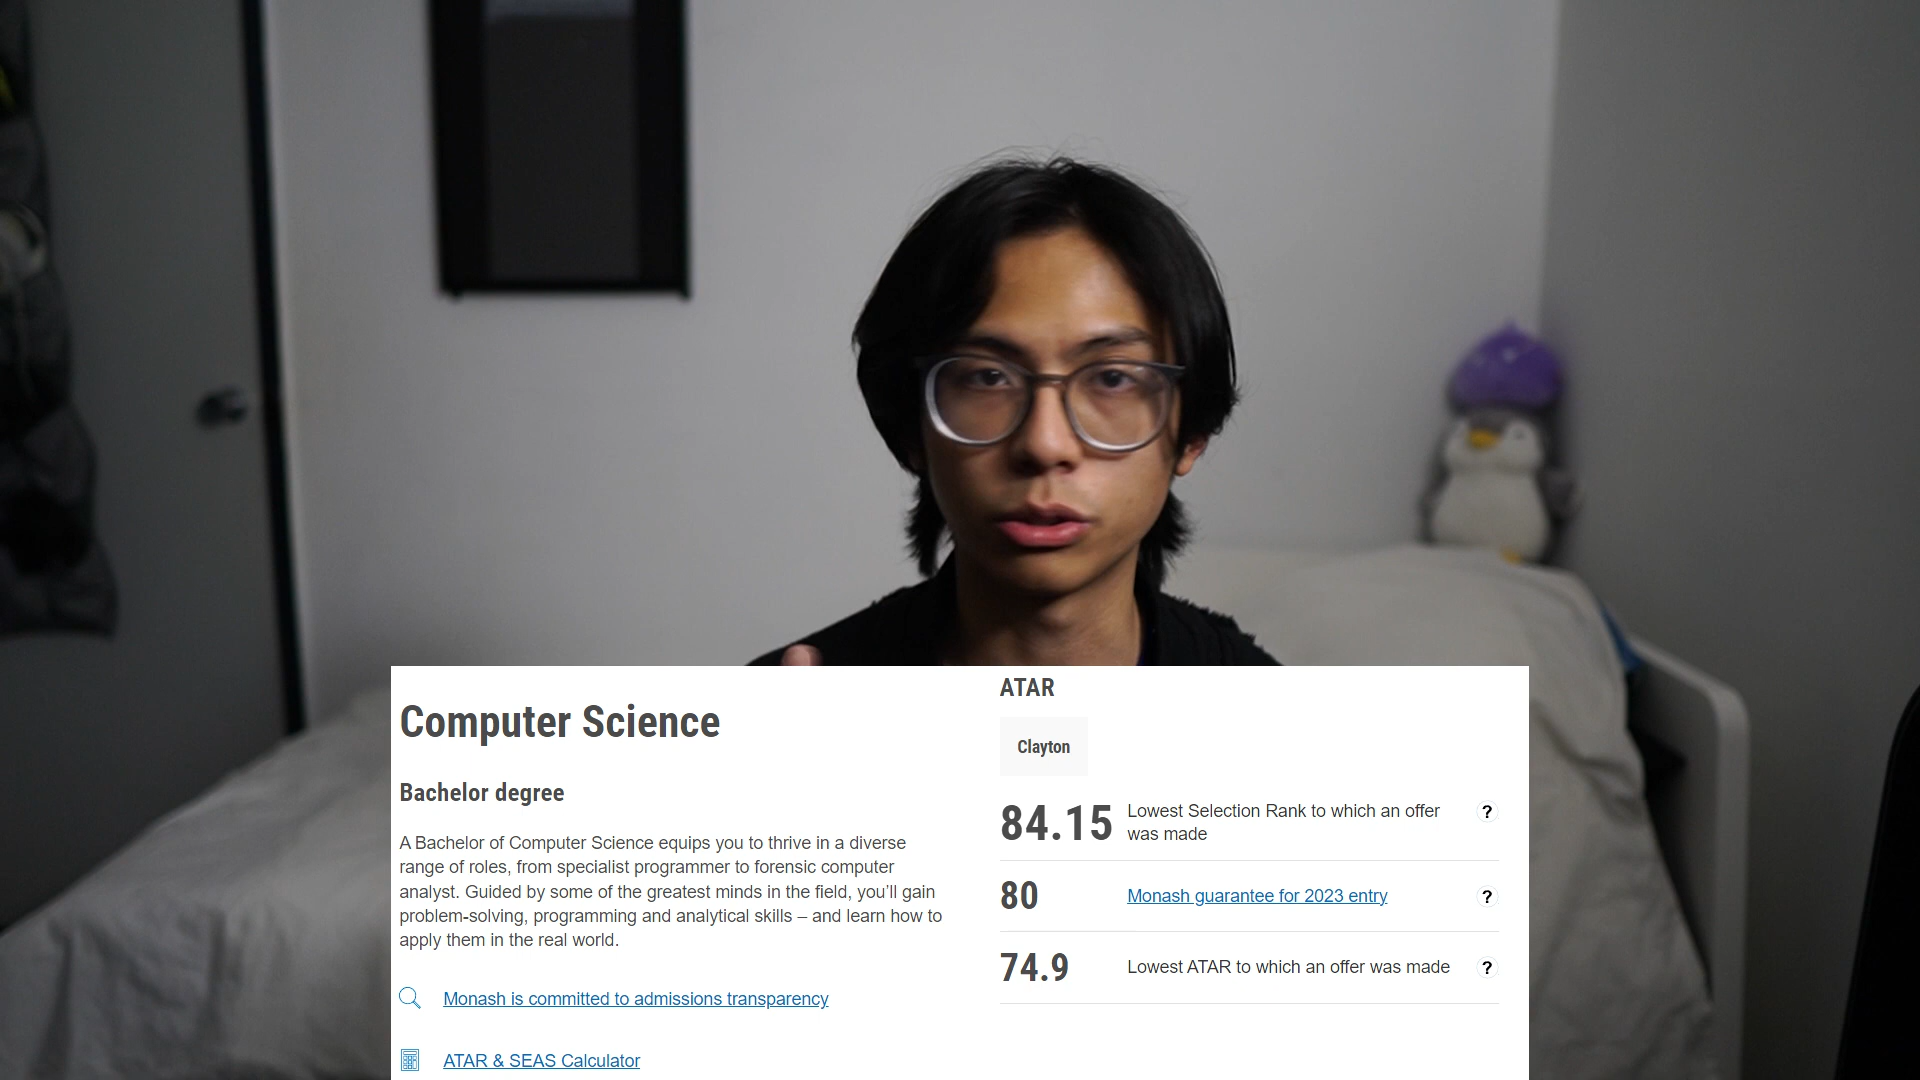 Computer Science
Bachelor degree
A Bachelor of Computer Science equips you to thrive in a diverse
range of roles, from specialist programmer to forensic computer
analyst. Guided by some of the greatest minds in the field, you’ll gain
problem-solving, programming and analytical skills – and learn how to
apply them in the real world.
Monash is committed to admissions transparency
ATAR & SEAS Calculator
ATAR
Clayton
84.15 Lowest Selection Rank to which an offer
was made ?
80 Monash guarantee for 2023 entry ?
74.9 Lowest ATAR to which an offer was made ?